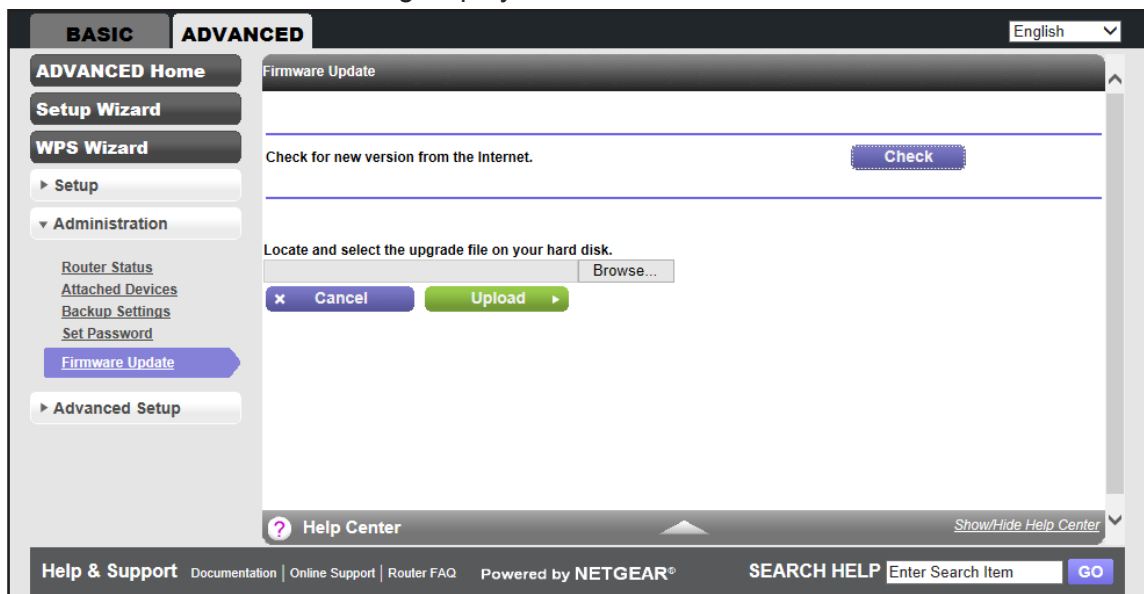 BASIC ADVANCED English
ADVANCED Home
Setup Wizard
WPS Wizard
Setup
Administration
Router Status
Attached Devices
Backup Settings
Set Password
Firmware Update
Advanced Setup
Firmware Update
Check for new version from the Internet. Check
Locate and select the upgrade file on your hard disk.
Browse...
Cancel Upload
? Help Center Show/Hide Help Center
Help & Support Documentation | Online Support | Router FAQ Powered by NETGEAR® SEARCH HELP Enter Search Item GO